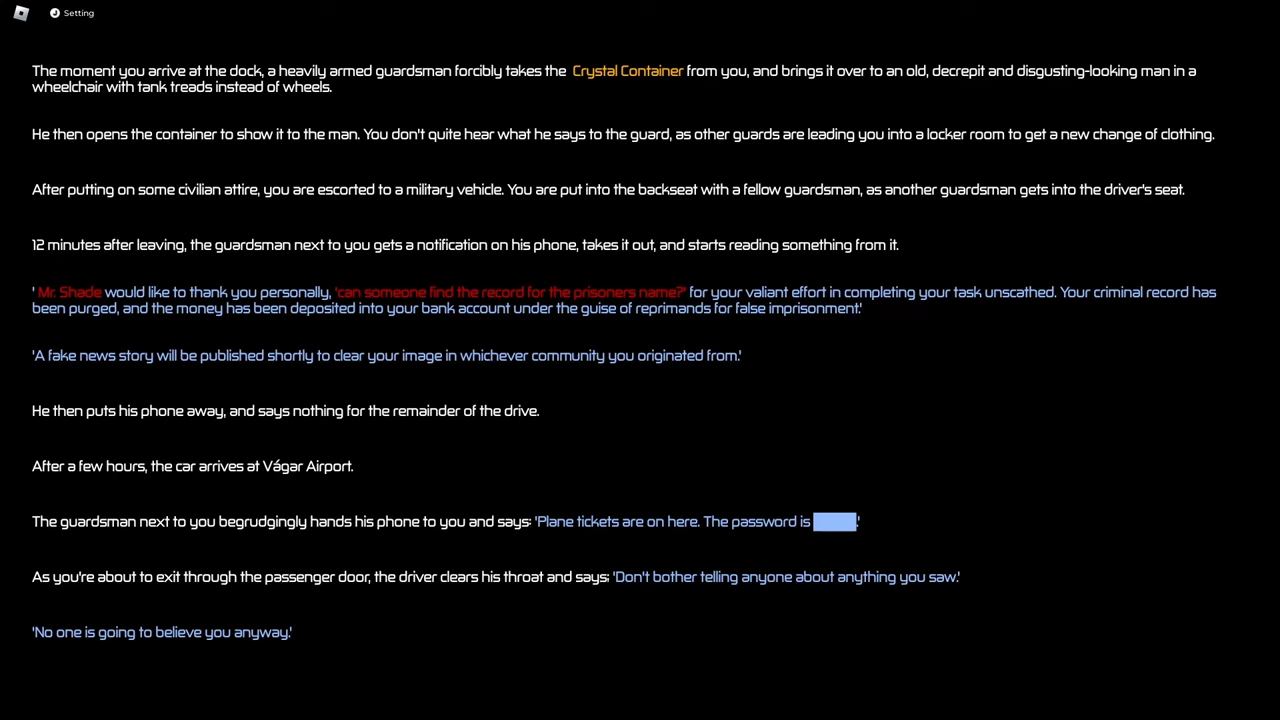 Setting
The moment you arrive at the dock, a heavily armed guardsman forcibly takes the Crystal Container from you, and brings it over to an old, decrepit and disgusting-looking man in a
wheelchair with tank treads instead of wheels.
He then opens the container to show it to the man. You don't quite hear what he says to the guard, as other guards are leading you into a locker room to get a new change of clothing.
After putting on some civilian attire, you are escorted to a military vehicle. You are put into the backseat with a fellow guardsman, as another guardsman gets into the driver's seat.
12 minutes after leaving, the guardsman next to you gets a notification on his phone, takes it out, and starts reading something from it.
' Mr. Shade would like to thank you personally, 'can someone find the record for the prisoners name?' for your valiant effort in completing your task unscathed. Your criminal record has
been purged, and the money has been deposited into your bank account under the guise of reprimands for false imprisonment.'
'A fake news story will be published shortly to clear your image in whichever community you originated from.'
He then puts his phone away, and says nothing for the remainder of the drive.
After a few hours, the car arrives at Vágar Airport.
The guardsman next to you begrudgingly hands his phone to you and says: 'Plane tickets are on here. The password is .'
As you're about to exit through the passenger door, the driver clears his throat and says: 'Don't bother telling anyone about anything you saw.'
'No one is going to believe you anyway.'